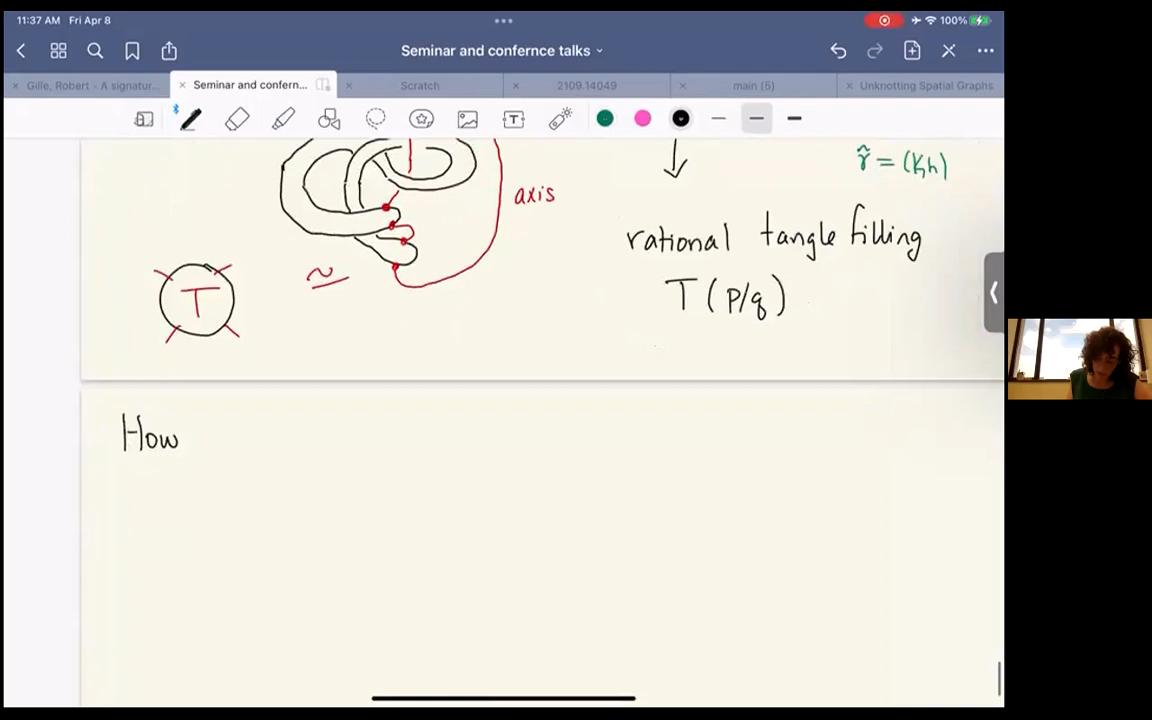 11:37 AM Fri Apr 8
100%
Seminar and confernce talks
Gille, Robert - A signatur...
Seminar and confern...
Scratch
2109.14049
main (5)
Unknotting Spatial Graphs
T
γ̂ = (K,h)
axis
rational tangle filling
T
≃
T (p/q)
How